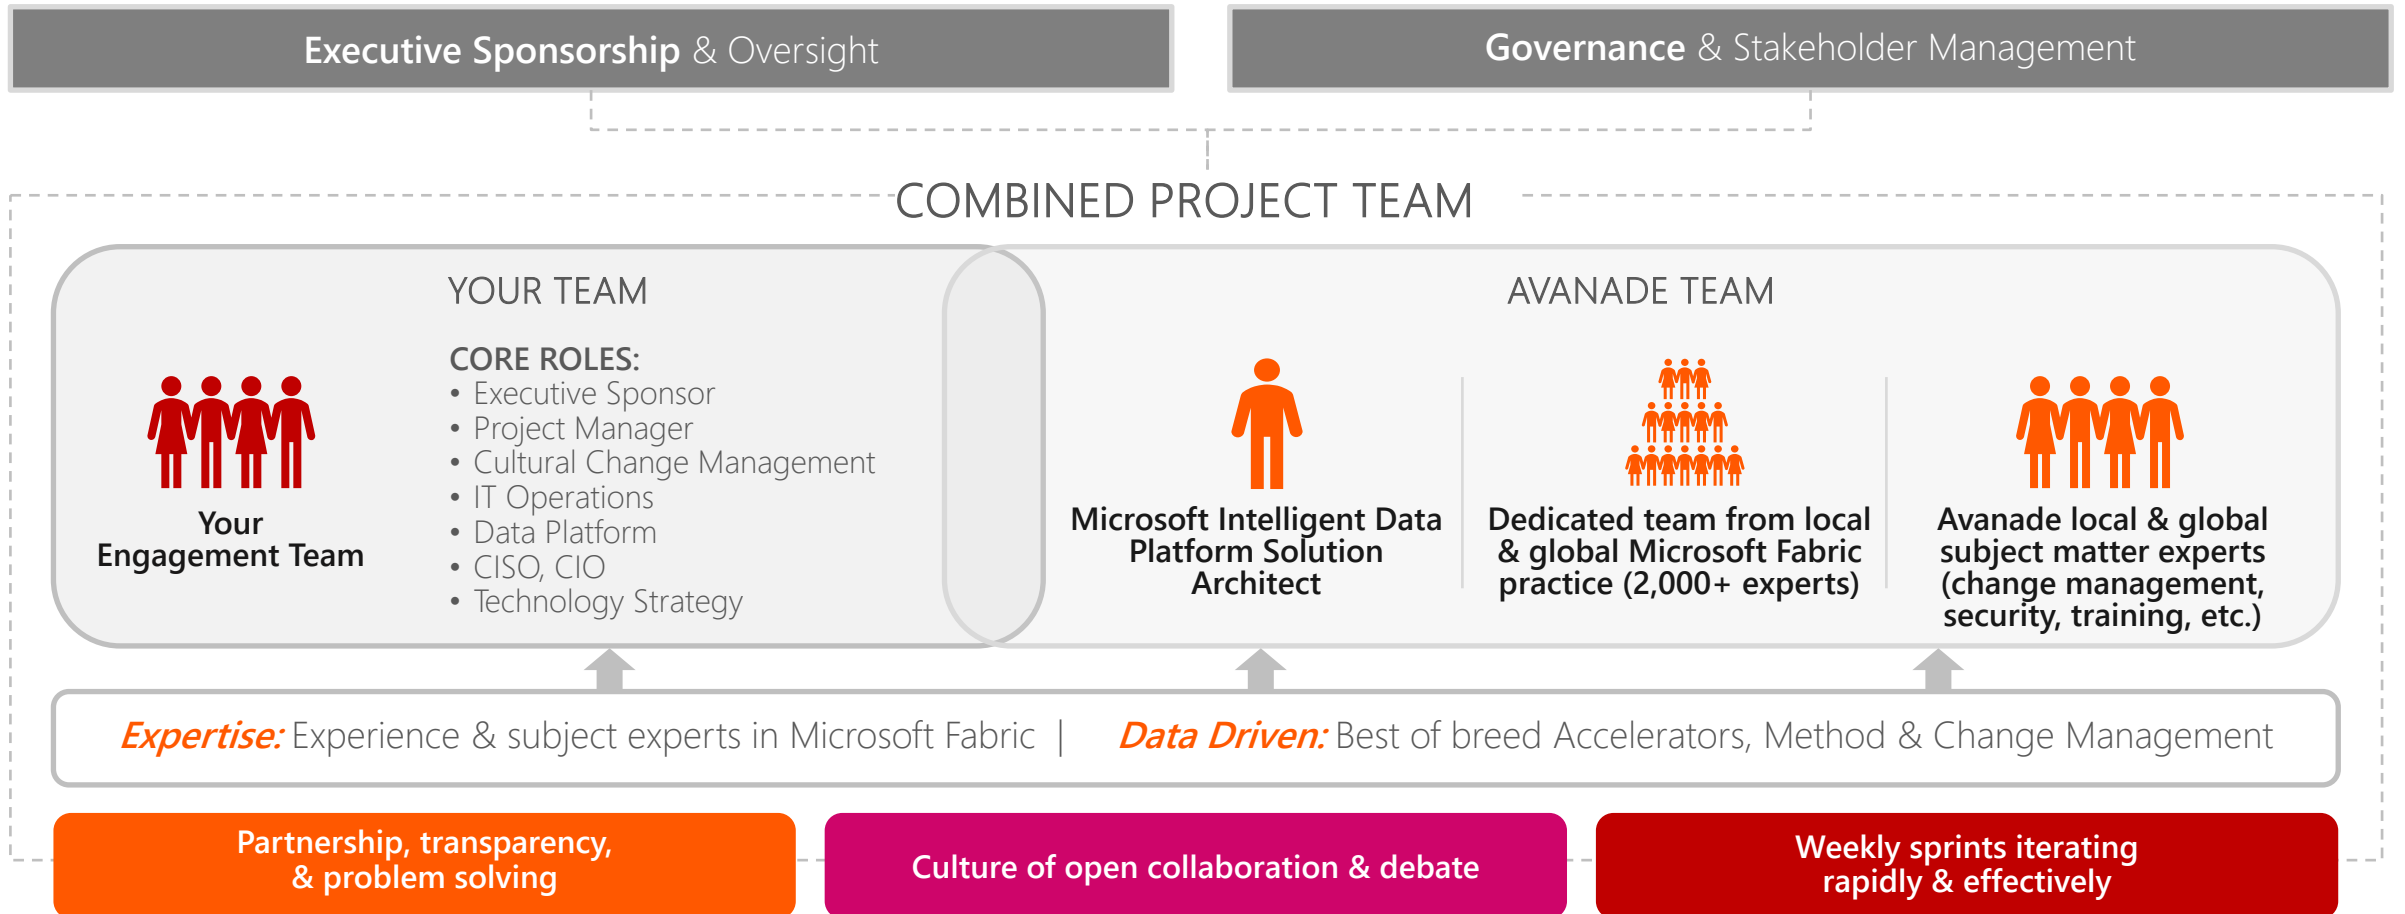 Executive Sponsorship & Oversight
Governance & Stakeholder Management
COMBINED PROJECT TEAM
YOUR TEAM
CORE ROLES:
• Executive Sponsor
• Project Manager
• Cultural Change Management
• IT Operations
• Data Platform
• CISO, CIO
• Technology Strategy
Your
Engagement Team
AVANADE TEAM
Microsoft Intelligent Data
Platform Solution
Architect
Dedicated team from local
& global Microsoft Fabric
practice (2,000+ experts)
Avanade local & global
subject matter experts
(change management,
security, training, etc.)
Expertise: Experience & subject experts in Microsoft Fabric | Data Driven: Best of breed Accelerators, Method & Change Management
Partnership, transparency,
& problem solving
Culture of open collaboration & debate
Weekly sprints iterating
rapidly & effectively